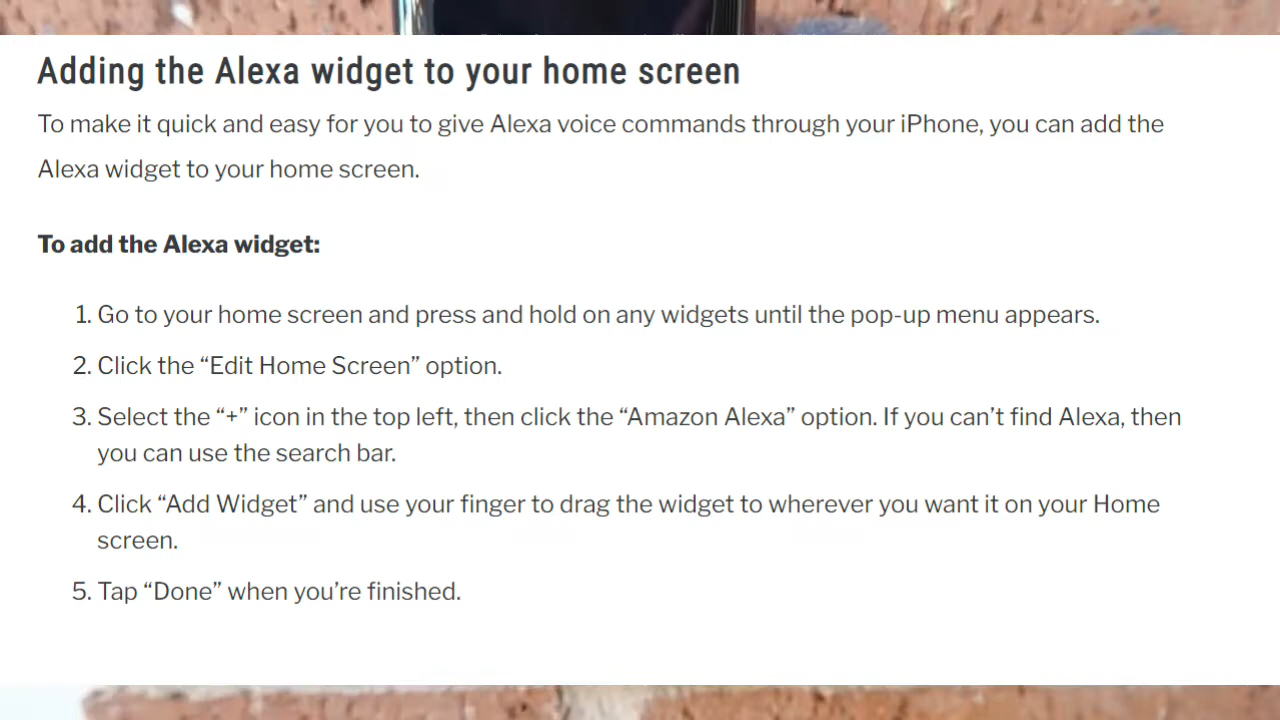 Adding the Alexa widget to your home screen
To make it quick and easy for you to give Alexa voice commands through your iPhone, you can add the
Alexa widget to your home screen.
To add the Alexa widget:
1. Go to your home screen and press and hold on any widgets until the pop-up menu appears.
2. Click the “Edit Home Screen” option.
3. Select the “+” icon in the top left, then click the “Amazon Alexa” option. If you can’t find Alexa, then
you can use the search bar.
4. Click “Add Widget” and use your finger to drag the widget to wherever you want it on your Home
screen.
5. Tap “Done” when you’re finished.